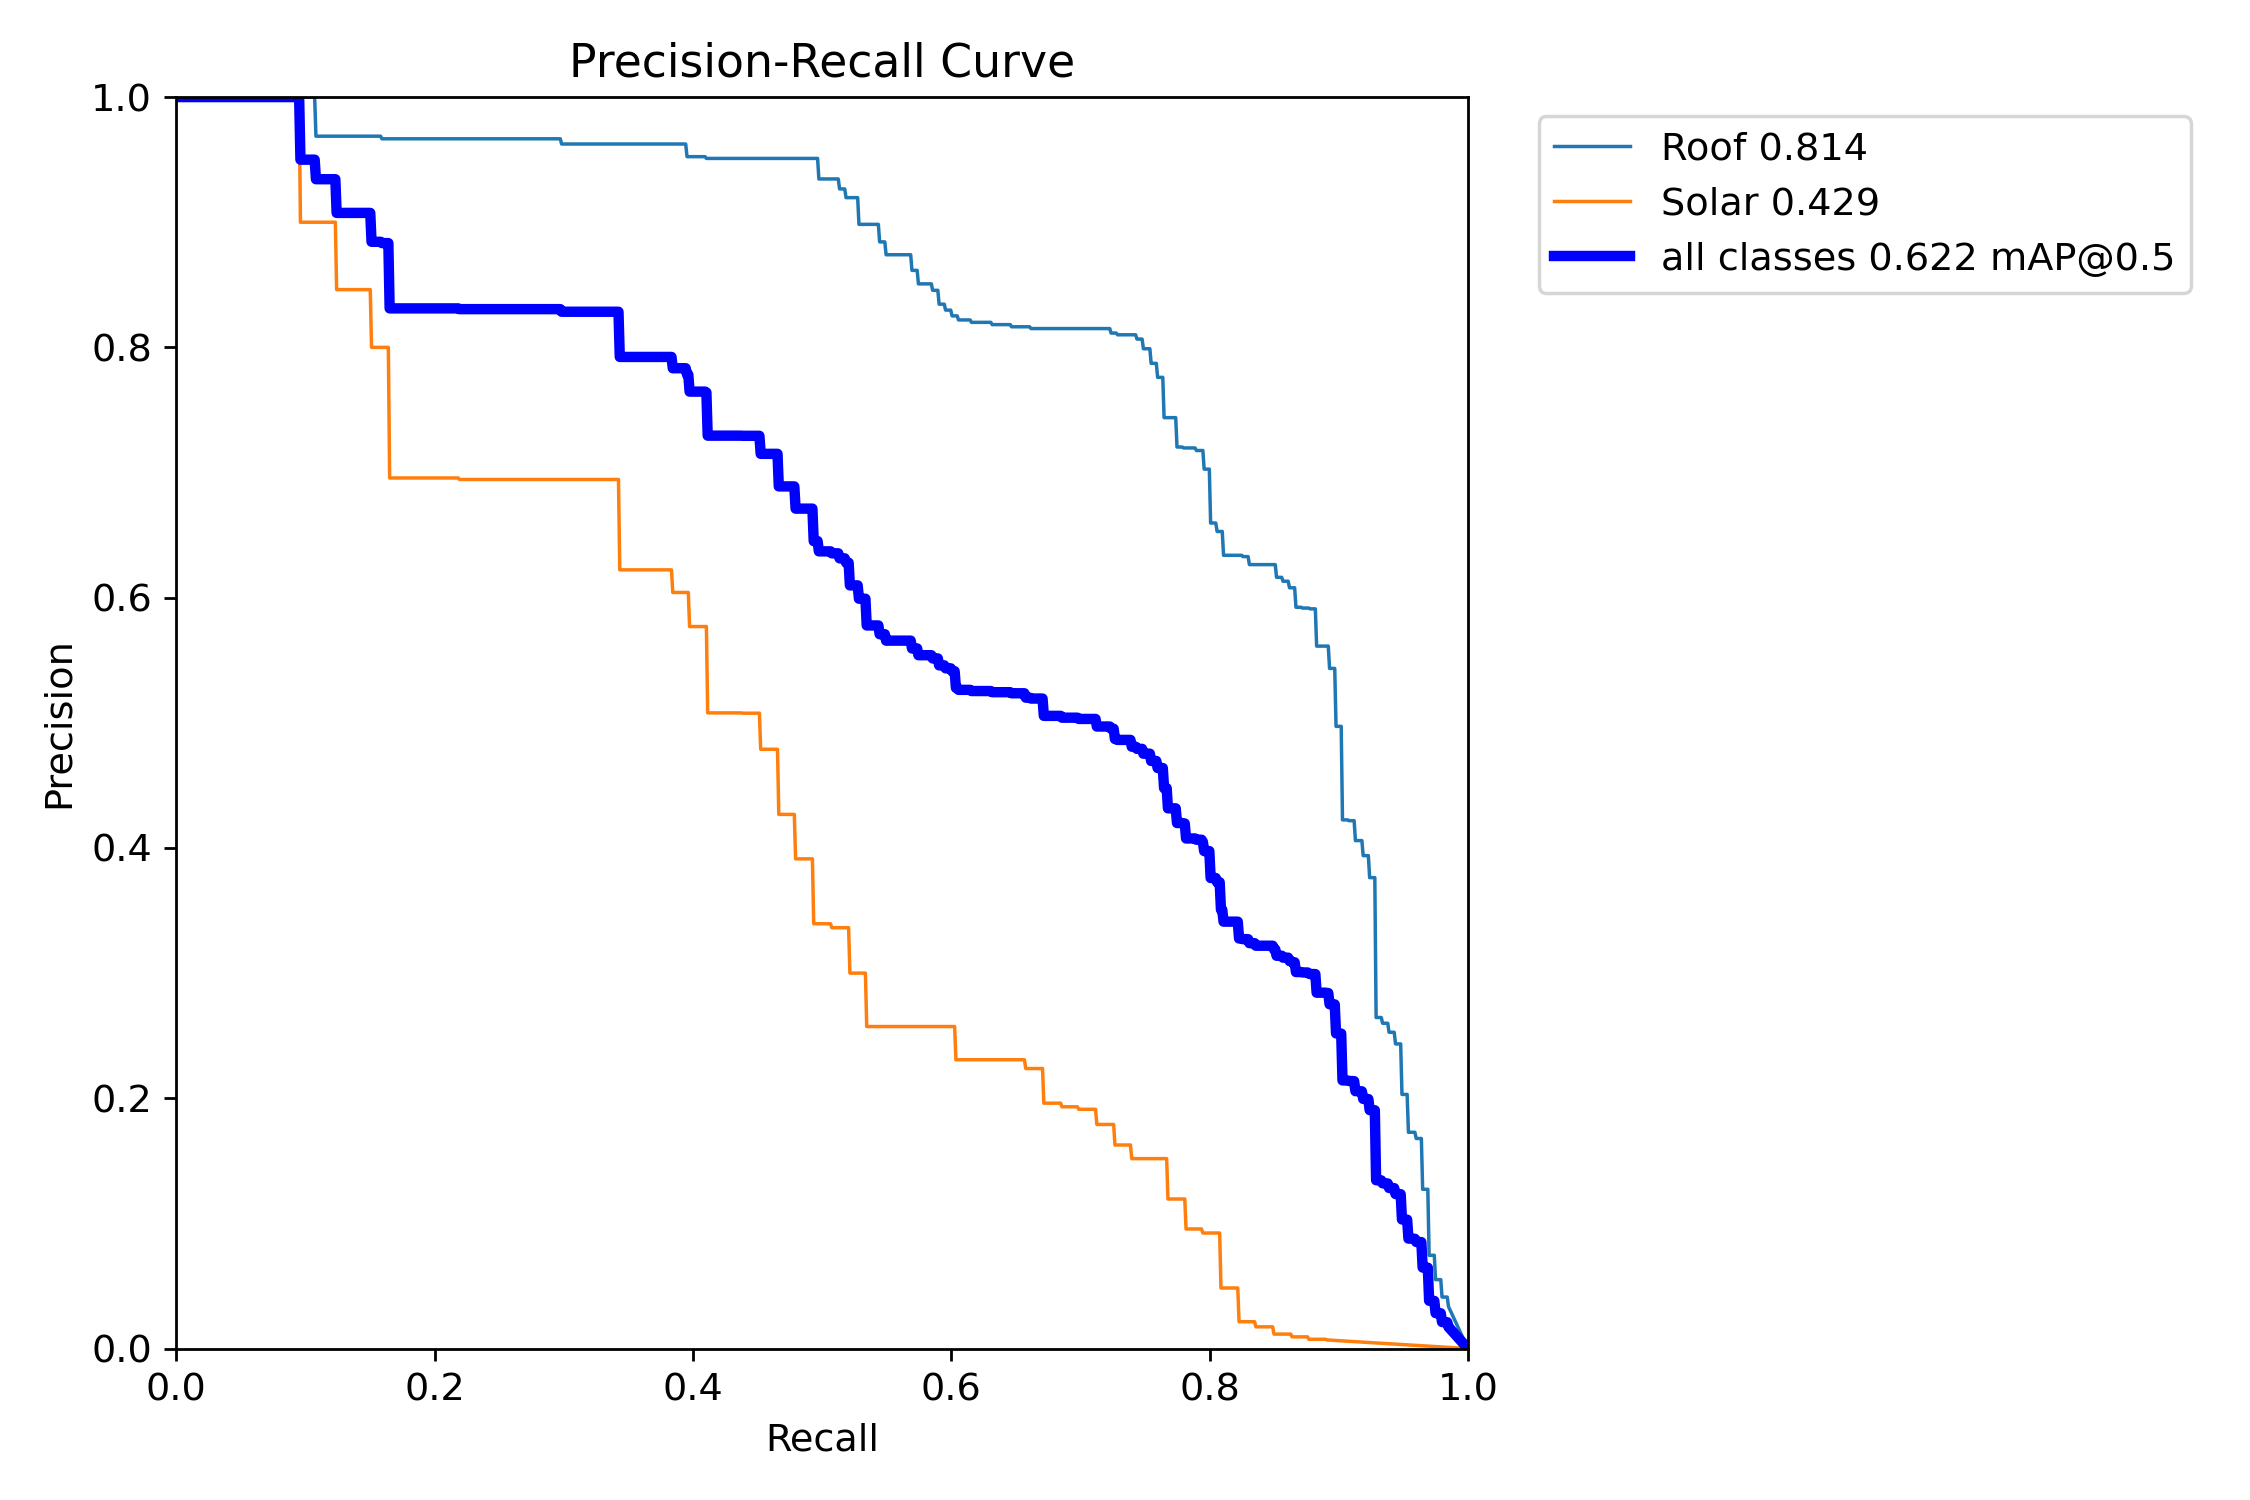 Precision-Recall Curve
1.0
0.8
0.6
0.4
0.2
0.0
Precision
0.0 0.2 0.4 0.6 0.8 1.0
Recall
Roof 0.814
Solar 0.429
all classes 0.622 mAP@0.5